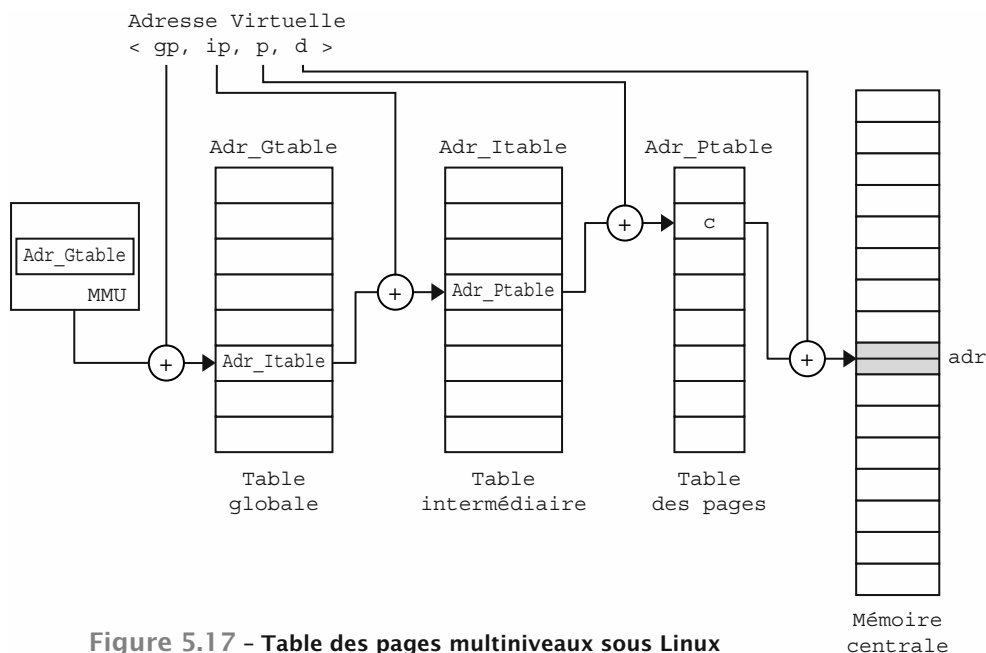 Adresse Virtuelle
< gp, ip, p, d >
Adr_Gtable
Adr_Itable
Adr_Ptable
Adr_Gtable
MMU
+
Adr_Itable
+
Adr_Ptable
+
c
+
adr
Table
globale
Table
intermédiaire
Table
des pages
Mémoire
centrale
Figure 5.17 – Table des pages multiniveaux sous Linux